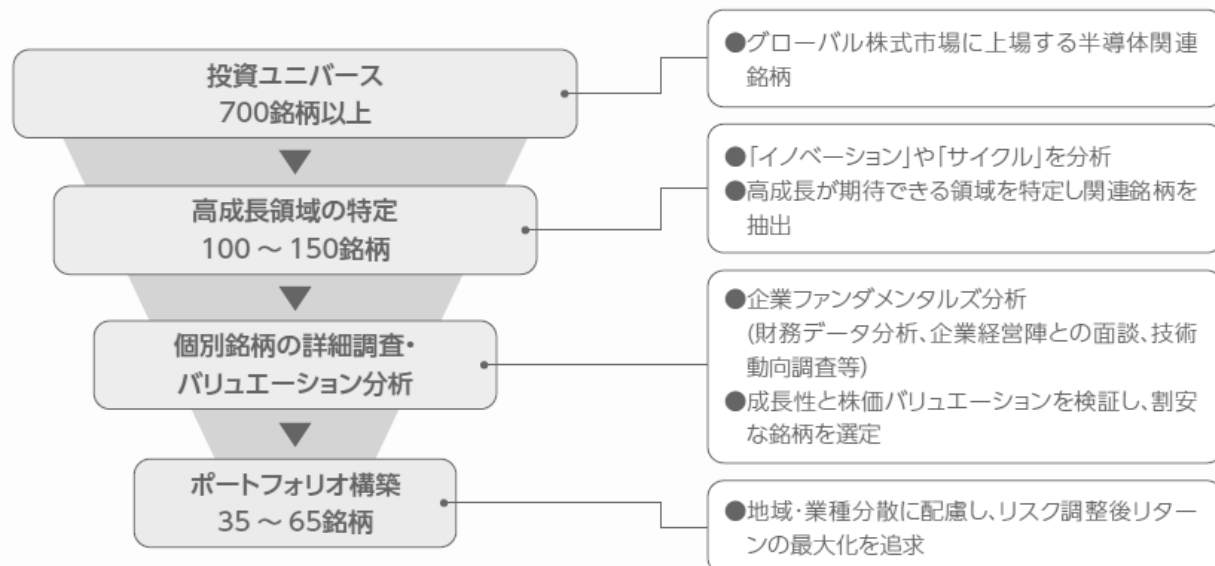 投資ユニバース
700銘柄以上
●グローバル株式市場に上場する半導体関連
銘柄
高成長領域の特定
100 ～ 150銘柄
●「イノベーション」や「サイクル」を分析
●高成長が期待できる領域を特定し関連銘柄を
抽出
個別銘柄の詳細調査・
バリュエーション分析
●企業ファンダメンタルズ分析
(財務データ分析、企業経営陣との面談、技術
動向調査等)
●成長性と株価バリュエーションを検証し、割安
な銘柄を選定
ポートフォリオ構築
35 ～ 65銘柄
●地域・業種分散に配慮し、リスク調整後リター
ンの最大化を追求